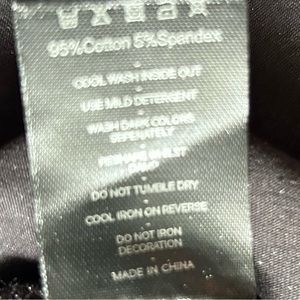 95%Cotton 5%Spandex
COOL WASH INSIDE OUT
USE MILD DETERGENT
WASH DARK COLORS
SEPARATELY
DO NOT TUMBLE DRY
COOL IRON ON REVERSE
DO NOT IRON
DECORATION
MADE IN CHINA